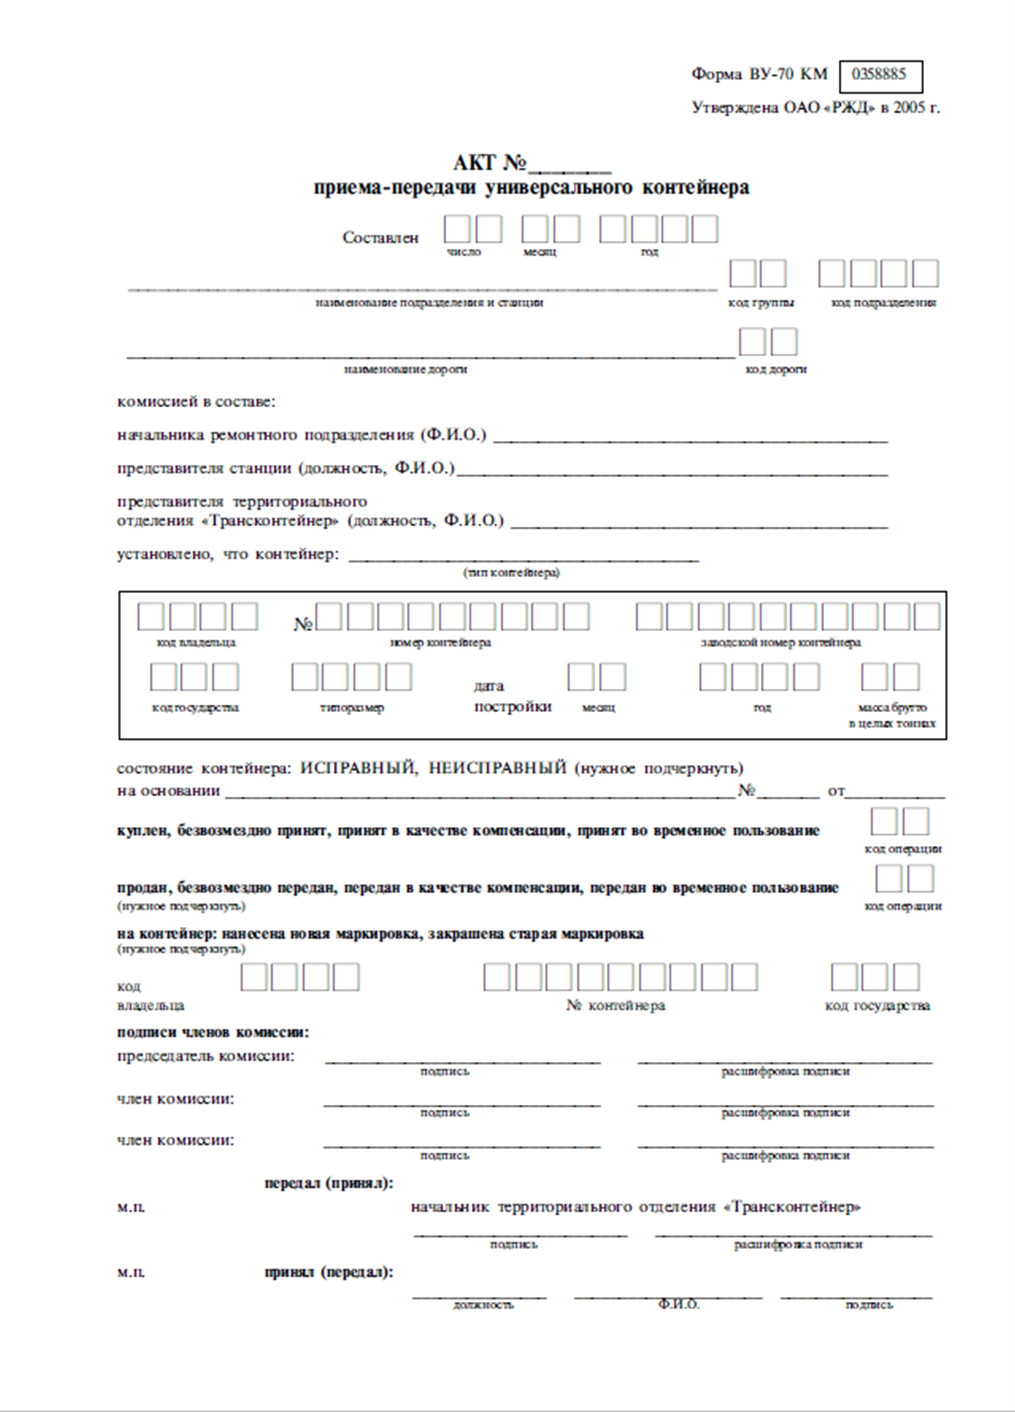 Форма ВУ-70 КМ 0358885
Утверждена ОАО «РЖД» в 2005 г.
АКТ №_______
приема-передачи универсального контейнера
Составлен
число месяц год
наименование подразделения и станции код группы код подразделения
наименование дороги код дороги
комиссией в составе:
начальника ремонтного подразделения (Ф.И.О.)
представителя станции (должность, Ф.И.О.)
представителя территориального
отделения «Трансконтейнер» (должность, Ф.И.О.)
установлено, что контейнер:
(тип контейнера)
№
код владельца номер контейнера заводской номер контейнера
дата
код государства типоразмер постройки месяц год масса брутто
в целых тоннах
состояние контейнера: ИСПРАВНЫЙ, НЕИСПРАВНЫЙ (нужное подчеркнуть)
на основании № от
куплен, безвозмездно принят, принят в качестве компенсации, принят во временное пользование
код операции
продан, безвозмездно передан, передан в качестве компенсации, передан во временное пользование
(нужное подчеркнуть) код операции
на контейнер: нанесена новая маркировка, закрашена старая маркировка
(нужное подчеркнуть)
код
владельца № контейнера код государства
подписи членов комиссии:
председатель комиссии:
подпись расшифровка подписи
член комиссии:
подпись расшифровка подписи
член комиссии:
подпись расшифровка подписи
передал (принял):
м.п. начальник территориального отделения «Трансконтейнер»
подпись расшифровка подписи
м.п. принял (передал):
должность Ф.И.О. подпись